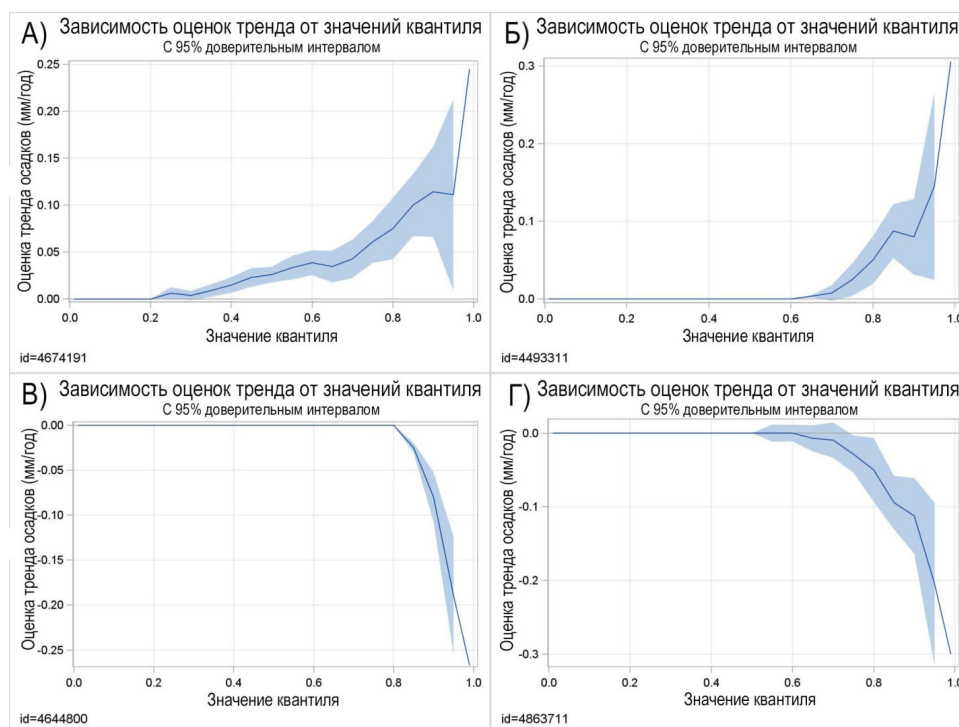 А) Зависимость оценок тренда от значений квантиля
С 95% доверительным интервалом
Оценка тренда осадков (мм/год)
0.25
0.20
0.15
0.10
0.05
0.00
0.0 0.2 0.4 0.6 0.8 1.0
Значение квантиля
id=4674191
Б) Зависимость оценок тренда от значений квантиля
С 95% доверительным интервалом
Оценка тренда осадков (мм/год)
0.3
0.2
0.1
0.0
0.0 0.2 0.4 0.6 0.8 1.0
Значение квантиля
id=4493311
В) Зависимость оценок тренда от значений квантиля
С 95% доверительным интервалом
Оценка тренда осадков (мм/год)
0.00
-0.05
-0.10
-0.15
-0.20
-0.25
0.0 0.2 0.4 0.6 0.8 1.0
Значение квантиля
id=4644800
Г) Зависимость оценок тренда от значений квантиля
С 95% доверительным интервалом
Оценка тренда осадков (мм/год)
0.0
-0.1
-0.2
-0.3
0.0 0.2 0.4 0.6 0.8 1.0
Значение квантиля
id=4863711